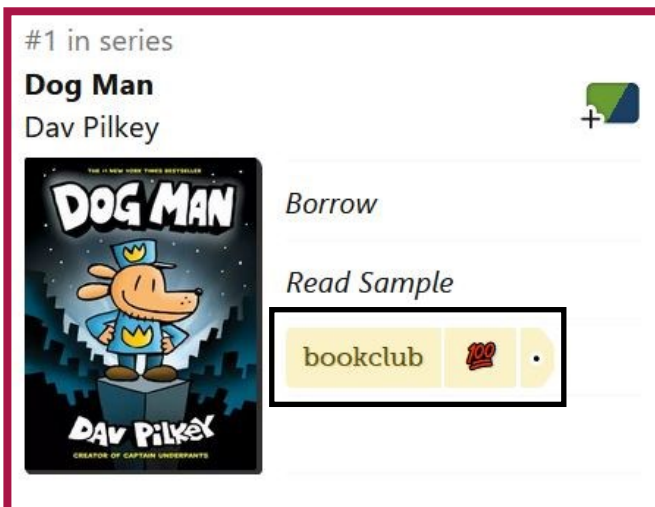 #1 in series
Dog Man
Dav Pilkey
THE #1 NEW YORK TIMES BESTSELLER
DOG MAN
DAV PILKEY
CREATOR OF CAPTAIN UNDERPANTS
Borrow
Read Sample
bookclub 💯